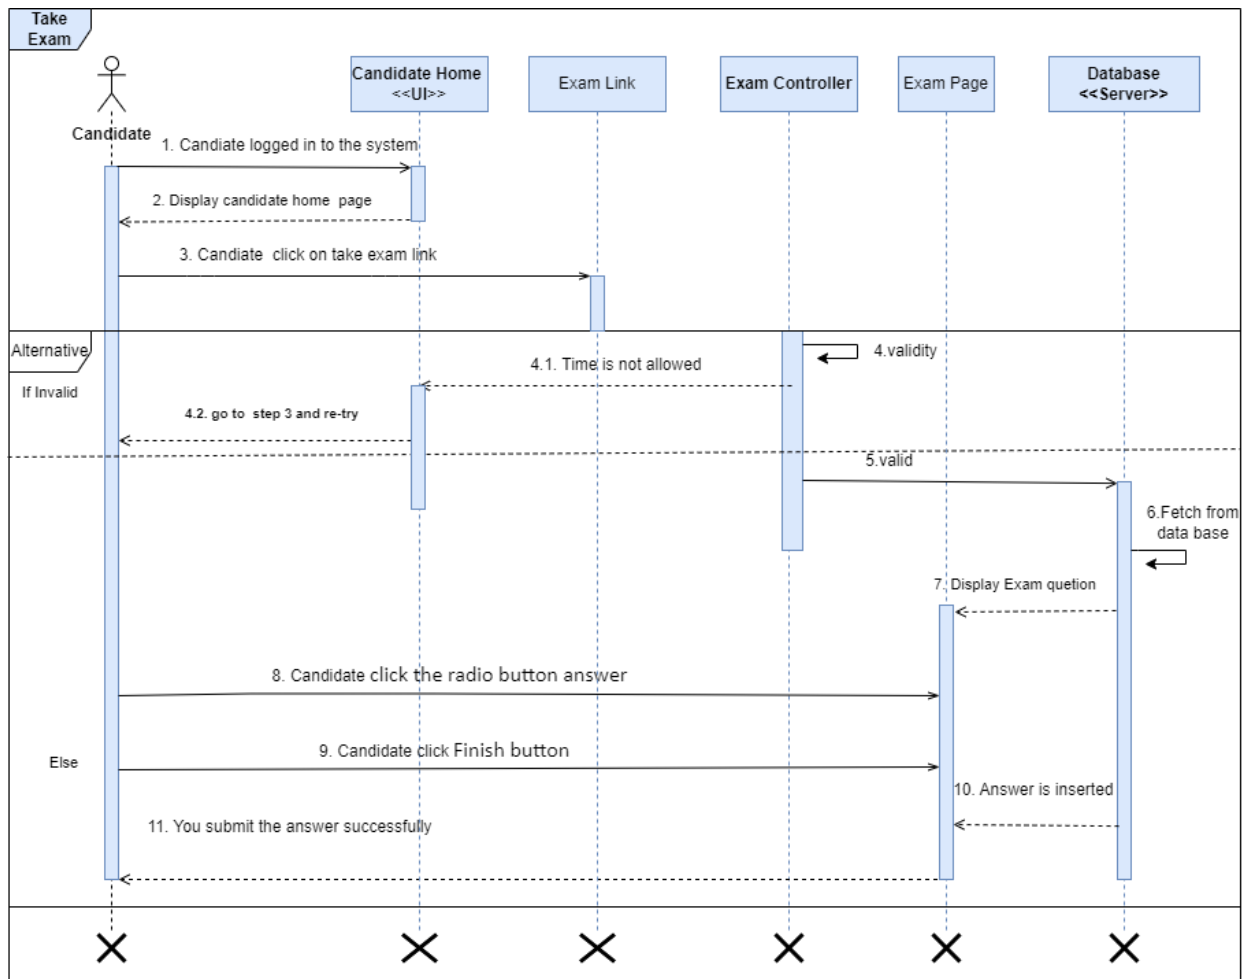 Take
Exam
Candidate
Candidate Home
<<UI>>
Exam Link
Exam Controller
Exam Page
Database
<<Server>>
1. Candiate logged in to the system
2. Display candidate home page
3. Candiate click on take exam link
Alternative
If Invalid
4.validity
4.1. Time is not allowed
4.2. go to step 3 and re-try
5.valid
6.Fetch from
data base
7. Display Exam quetion
8. Candidate click the radio button answer
Else
9. Candidate click Finish button
10. Answer is inserted
11. You submit the answer successfully